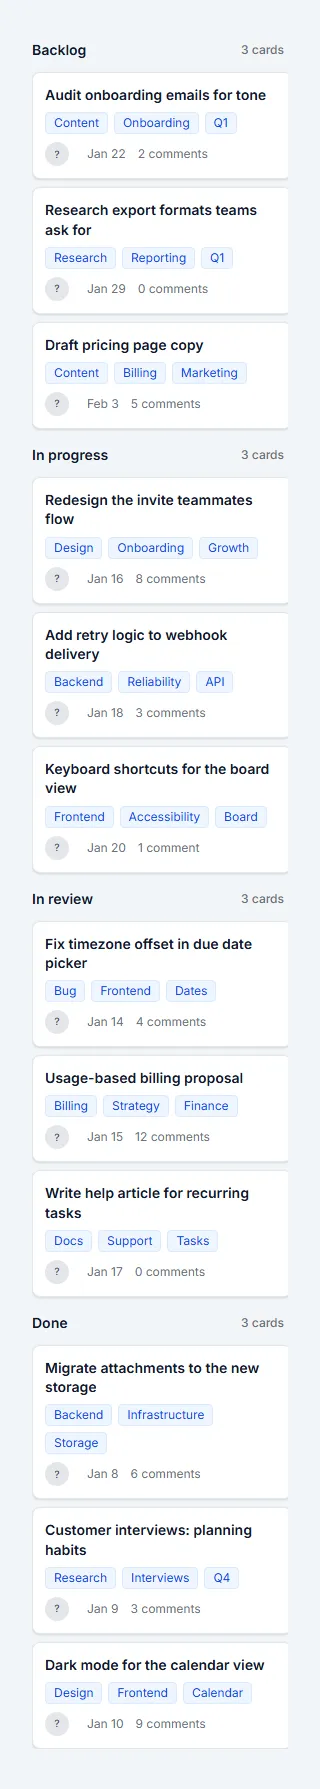 Backlog 3 cards
Audit onboarding emails for tone
Content Onboarding Q1
? Jan 22 2 comments
Research export formats teams
ask for
Research Reporting Q1
? Jan 29 0 comments
Draft pricing page copy
Content Billing Marketing
? Feb 3 5 comments
In progress 3 cards
Redesign the invite teammates
flow
Design Onboarding Growth
? Jan 16 8 comments
Add retry logic to webhook
delivery
Backend Reliability API
? Jan 18 3 comments
Keyboard shortcuts for the board
view
Frontend Accessibility Board
? Jan 20 1 comment
In review 3 cards
Fix timezone offset in due date
picker
Bug Frontend Dates
? Jan 14 4 comments
Usage-based billing proposal
Billing Strategy Finance
? Jan 15 12 comments
Write help article for recurring
tasks
Docs Support Tasks
? Jan 17 0 comments
Done 3 cards
Migrate attachments to the new
storage
Backend Infrastructure
Storage
? Jan 8 6 comments
Customer interviews: planning
habits
Research Interviews Q4
? Jan 9 3 comments
Dark mode for the calendar view
Design Frontend Calendar
? Jan 10 9 comments